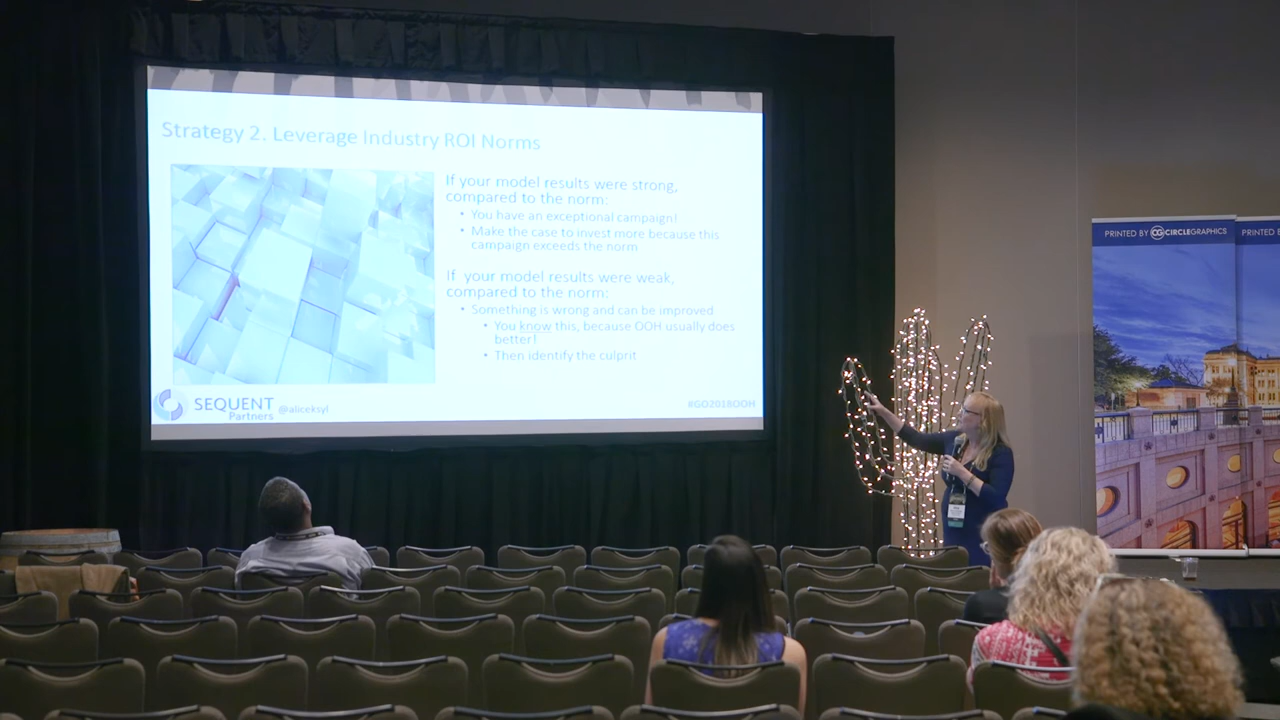 Strategy 2. Leverage Industry ROI Norms
If your model results were strong,
compared to the norm:
• You have an exceptional campaign!
• Make the case to invest more because this
campaign exceeds the norm
If your model results were weak,
compared to the norm:
• Something is wrong and can be improved
• You know this, because OOH usually does
better!
• Then identify the culprit
SEQUENT
Partners
@aliceksyl
#GO2018OOH
PRINTED BY CG CIRCLEGRAPHICS
PRINTED B